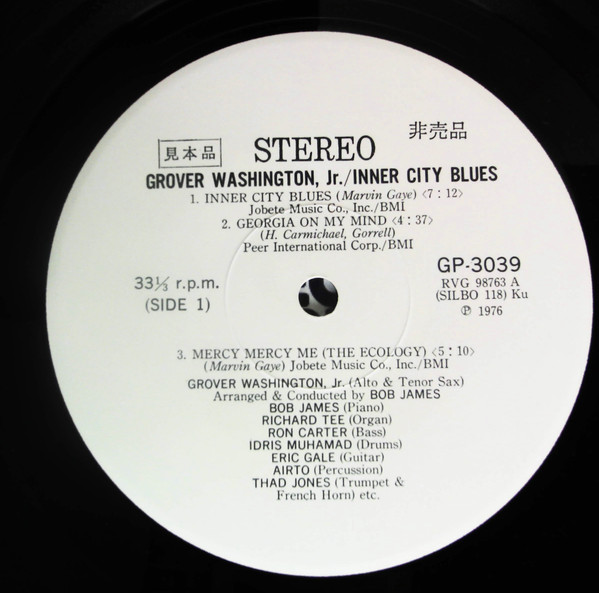 非売品
見本品 STEREO
GROVER WASHINGTON, Jr./INNER CITY BLUES
1. INNER CITY BLUES (Marvin Gaye) 〈7 : 12〉
Jobete Music Co., Inc./BMI
2. GEORGIA ON MY MIND 〈4 : 37〉
(H. Carmichael, Gorrell)
Peer International Corp./BMI
33⅓ r.p.m.
(SIDE 1)
GP-3039
RVG 98763 A
(SILBO 118) Ku
℗ 1976
3. MERCY MERCY ME (THE ECOLOGY) 〈5 : 10〉
(Marvin Gaye) Jobete Music Co., Inc./BMI
GROVER WASHINGTON, Jr. (Alto & Tenor Sax)
Arranged & Conducted by BOB JAMES
BOB JAMES (Piano)
RICHARD TEE (Organ)
RON CARTER (Bass)
IDRIS MUHAMAD (Drums)
ERIC GALE (Guitar)
AIRTO (Percussion)
THAD JONES (Trumpet &
French Horn) etc.